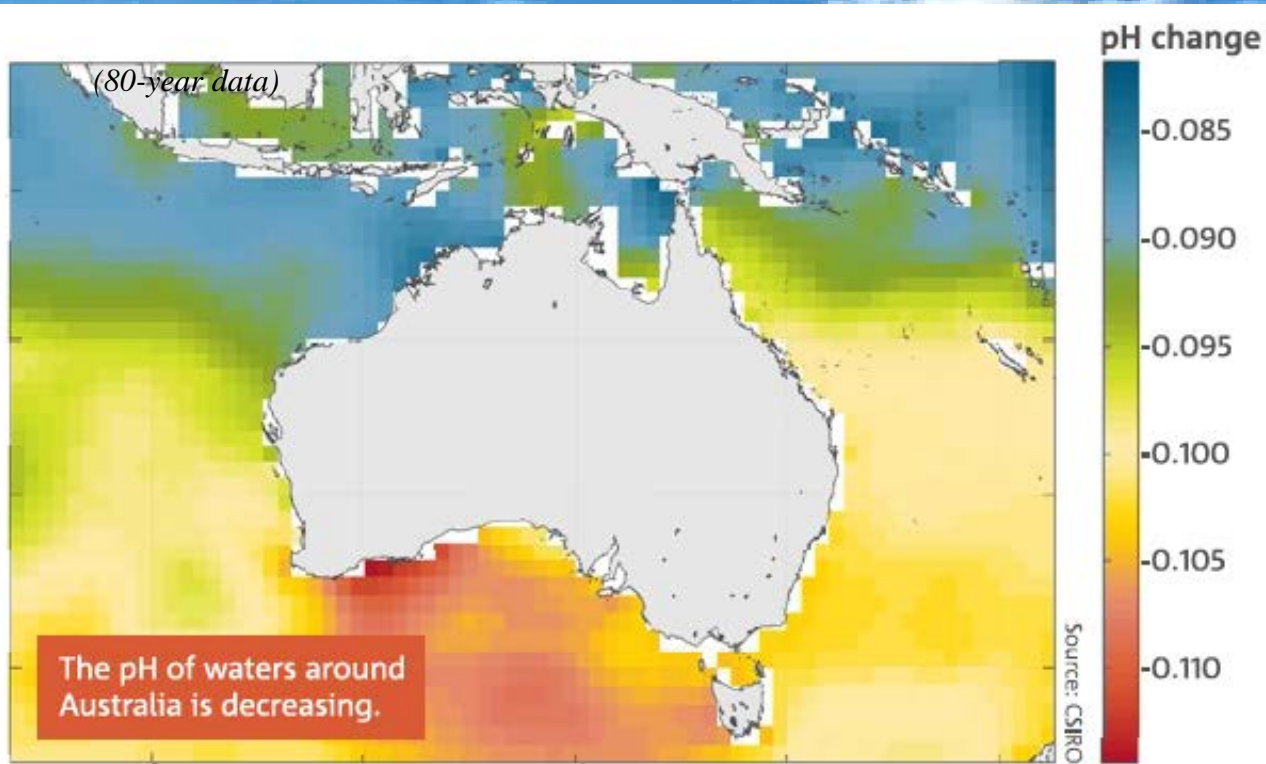 pH change
(80-year data)
-0.085
-0.090
-0.095
-0.100
-0.105
-0.110
The pH of waters around
Australia is decreasing.
Source: CSIRO